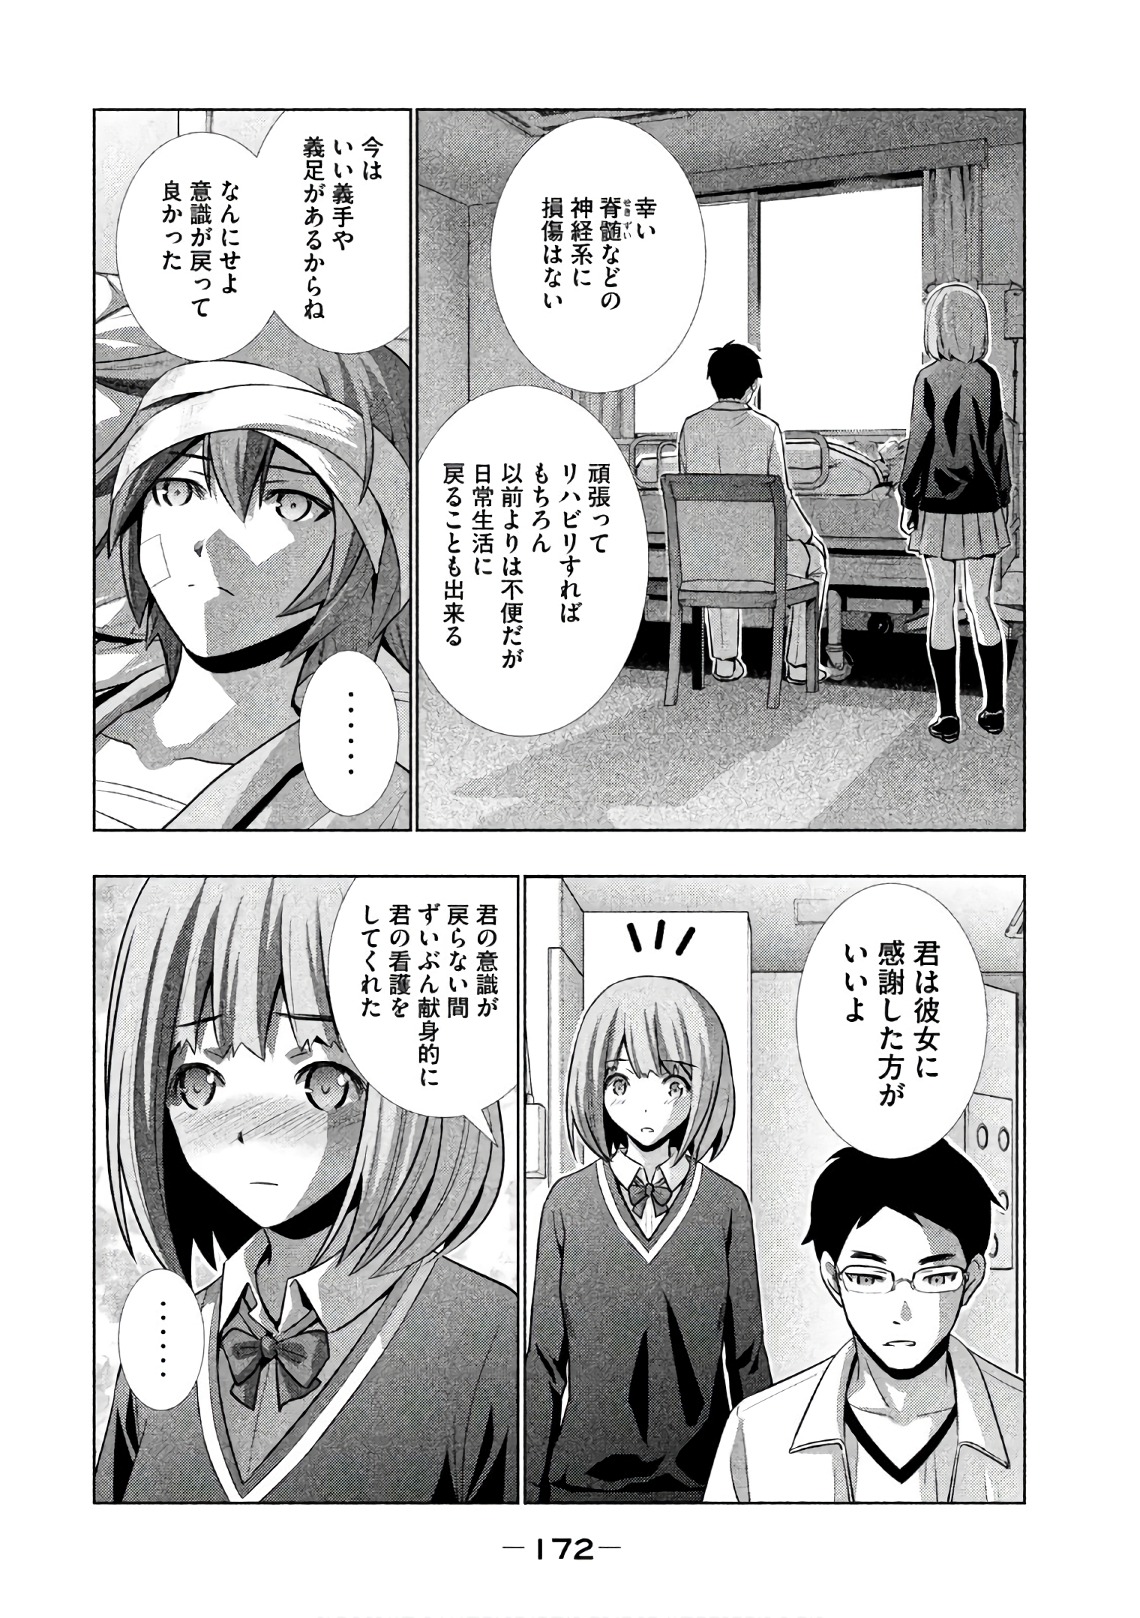 幸い
脊髄などの
せきずい
神経系に
損傷はない
頑張って
リハビリすれば
もちろん
以前よりは不便だが
日常生活に
戻ることも出来る
今は
いい義手や
義足があるからね
なんにせよ
意識が戻って
良かった
・・・・・・
君は彼女に
感謝した方が
いいよ
君の意識が
戻らない間
ずいぶん献身的に
君の看護を
してくれた
・・・・・・
－172－